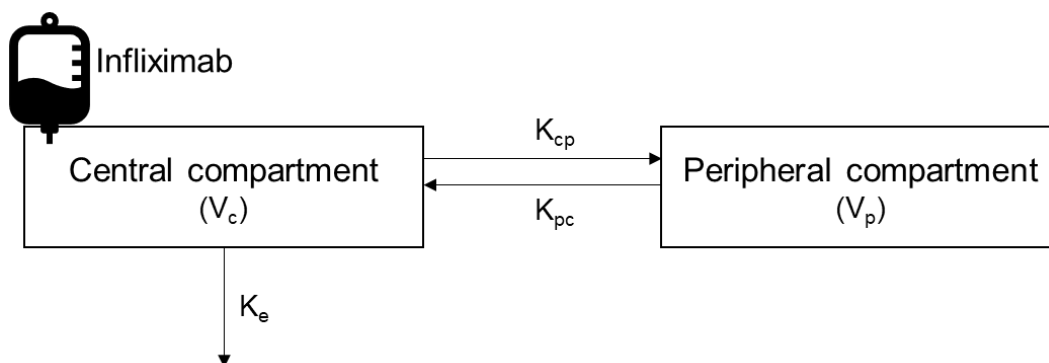 Infliximab
Central compartment
(Vc)
Kcp
Kpc
Peripheral compartment
(Vp)
Ke